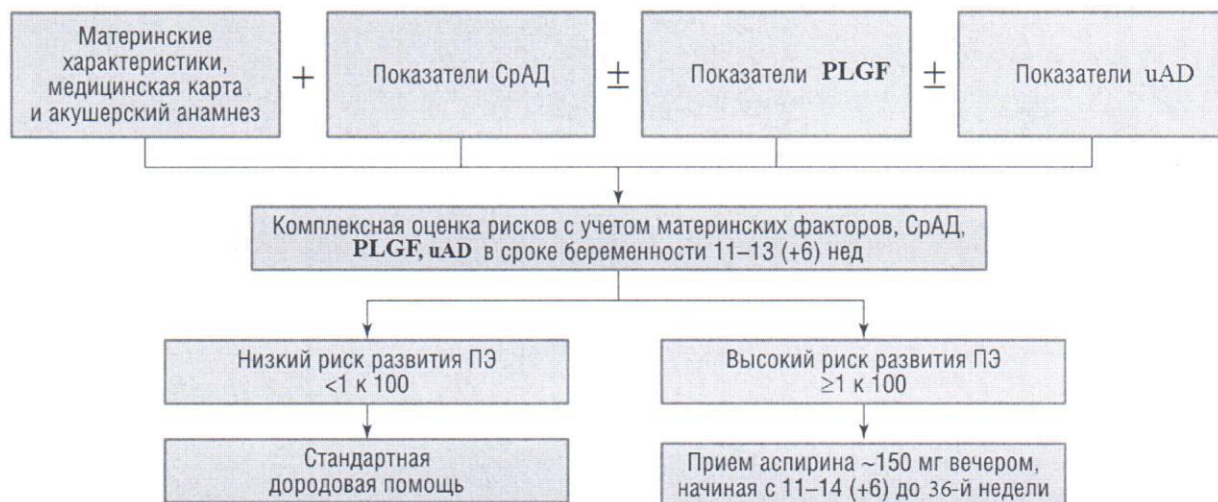 Материнские
характеристики,
медицинская карта
и акушерский анамнез
+
Показатели СрАД
±
Показатели PLGF
±
Показатели uAD
Комплексная оценка рисков с учетом материнских факторов, СрАД,
PLGF, uAD в сроке беременности 11–13 (+6) нед
Низкий риск развития ПЭ
<1 к 100
Высокий риск развития ПЭ
≥1 к 100
Стандартная
дородовая помощь
Прием аспирина ~150 мг вечером,
начиная с 11–14 (+6) до 36-й недели